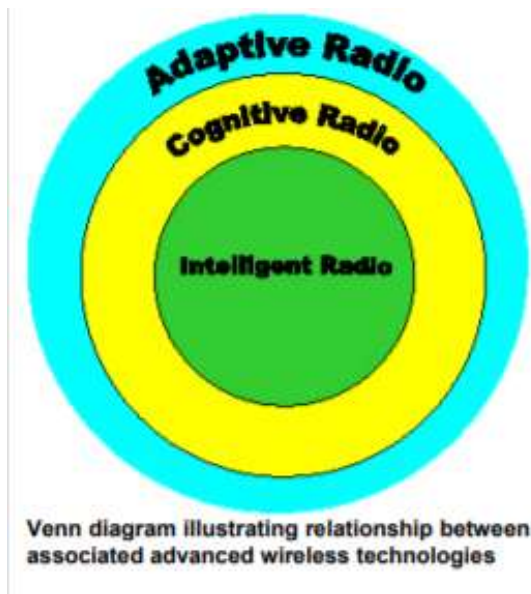 Adaptive Radio
Cognitive Radio
Intelligent Radio
Venn diagram illustrating relationship between
associated advanced wireless technologies